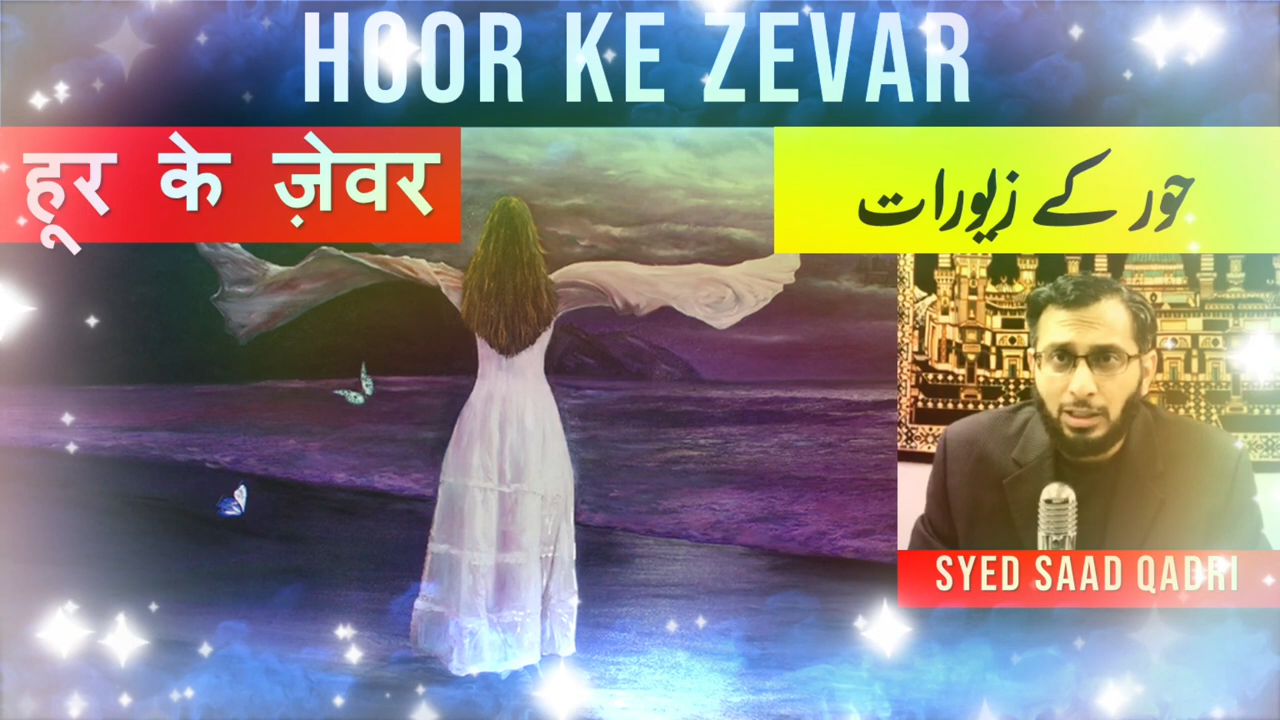 HOOR KE ZEVAR
हूर के ज़ेवर
حور کے زیورات
SYED SAAD QADRI